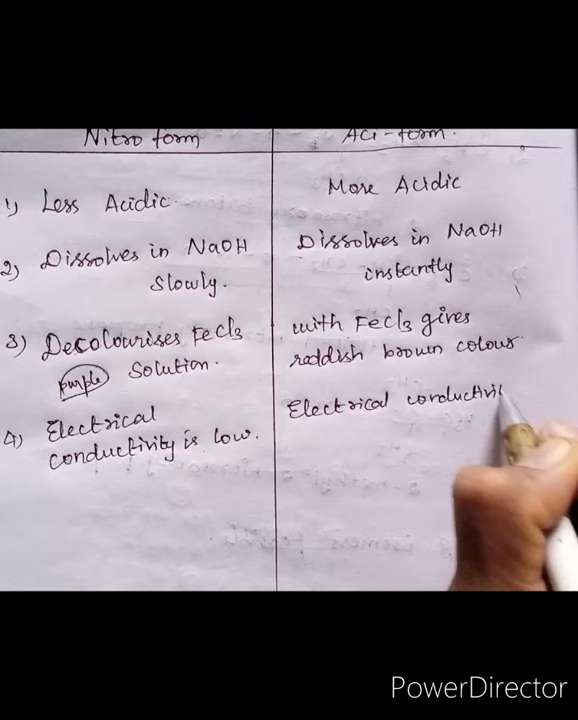 Nitro form
Aci-form.
1) Less Acidic.
More Acidic
2) Dissolves in NaOH
Slowly.
Dissolves in NaOH
instantly
3) Decolourises FeCl3
purple Solution.
with FeCl3 gives
reddish brown colour.
4) Electrical
conductivity is low.
Electrical conductivi
PowerDirector